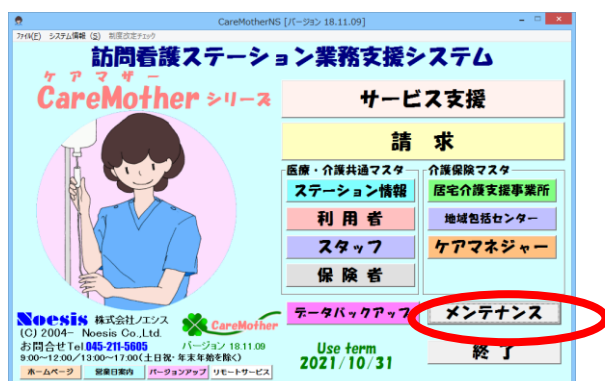 CareMotherNS [バージョン 18.11.09]
ファイル(F) システム情報(S) 制度改定チェック
訪問看護ステーション業務支援システム
ケアマザー
CareMother シリーズ
サービス支援
請 求
医療・介護共通マスタ
介護保険マスタ
ステーション情報
居宅介護支援事業所
利 用 者
地域包括センター
スタッフ
ケアマネジャー
保 険 者
データバックアップ
メンテナンス
Noesis 株式会社ノエシス
CareMother
(C) 2004- Noesis Co.,Ltd.
お問合せTel.045-211-5605
バージョン 18.11.09
9:00~12:00/13:00~17:00(土日祝・年末年始を除く)
Use term
2021/10/31
終 了
ホームページ
営業日案内
バージョンアップ
リモートサービス